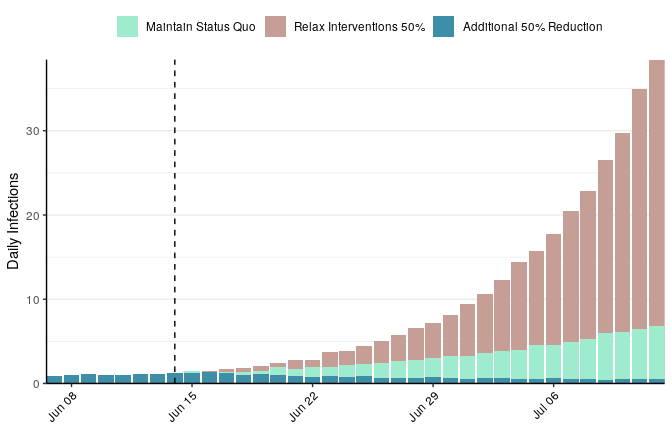 Maintain Status Quo Relax Interventions 50% Additional 50% Reduction
Daily Infections
30
20
10
0
Jun 08 Jun 15 Jun 22 Jun 29 Jul 06